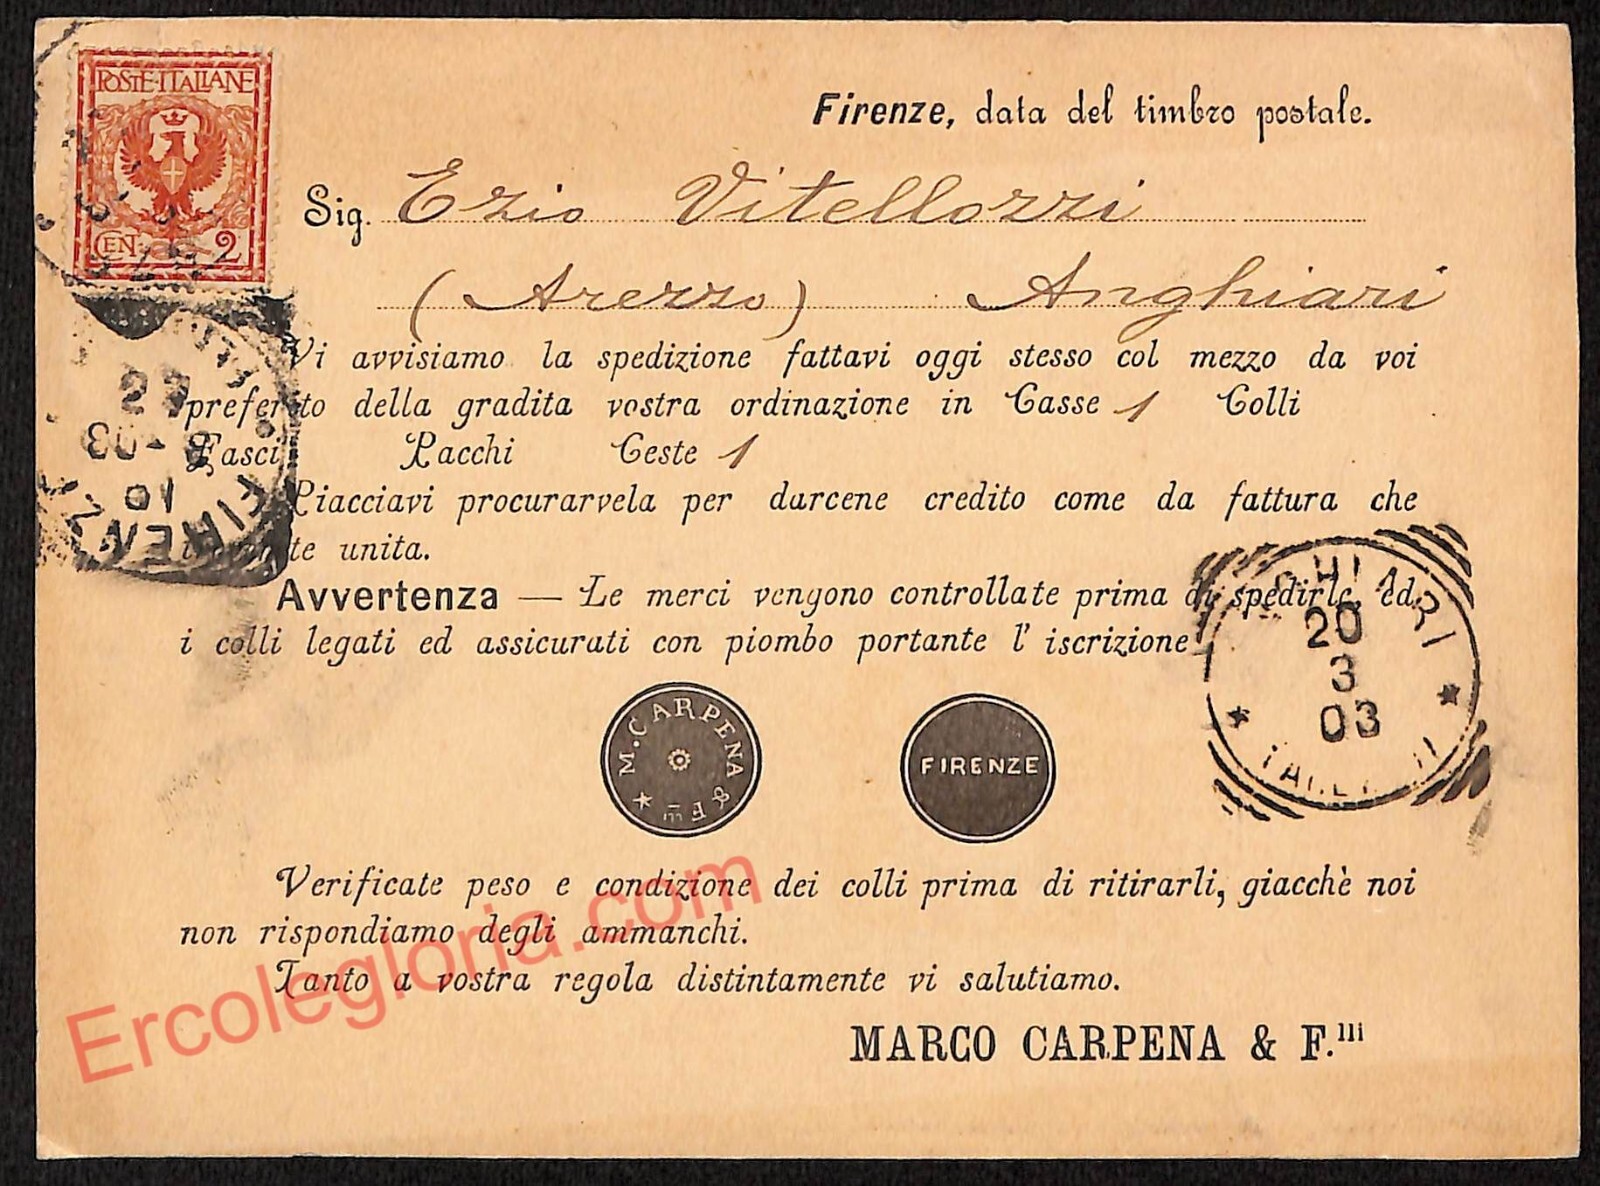 POSTE·ITALIANE
CEN. 2
Firenze, data del timbro postale.
Sig. Ezio Vitellozzi
(Arezzo) Anghiari
Vi avvisiamo la spedizione fattavi oggi stesso col mezzo da voi
preferito della gradita vostra ordinazione in Casse 1 Colli
Fasci Pacchi Ceste 1
Piacciavi procurarvela per darcene credito come da fattura che
unita.
Avvertenza — Le merci vengono controllate prima di spedirle, ed
i colli legati ed assicurati con piombo portante l' iscrizione
M. CARPENA & F.lli
FIRENZE
FIRENZ
10
20
3
03
Verificate peso e condizione dei colli prima di ritirarli, giacchè noi
non rispondiamo degli ammanchi.
Tanto a vostra regola distintamente vi salutiamo.
MARCO CARPENA & F.lli
Ercolegloria.com